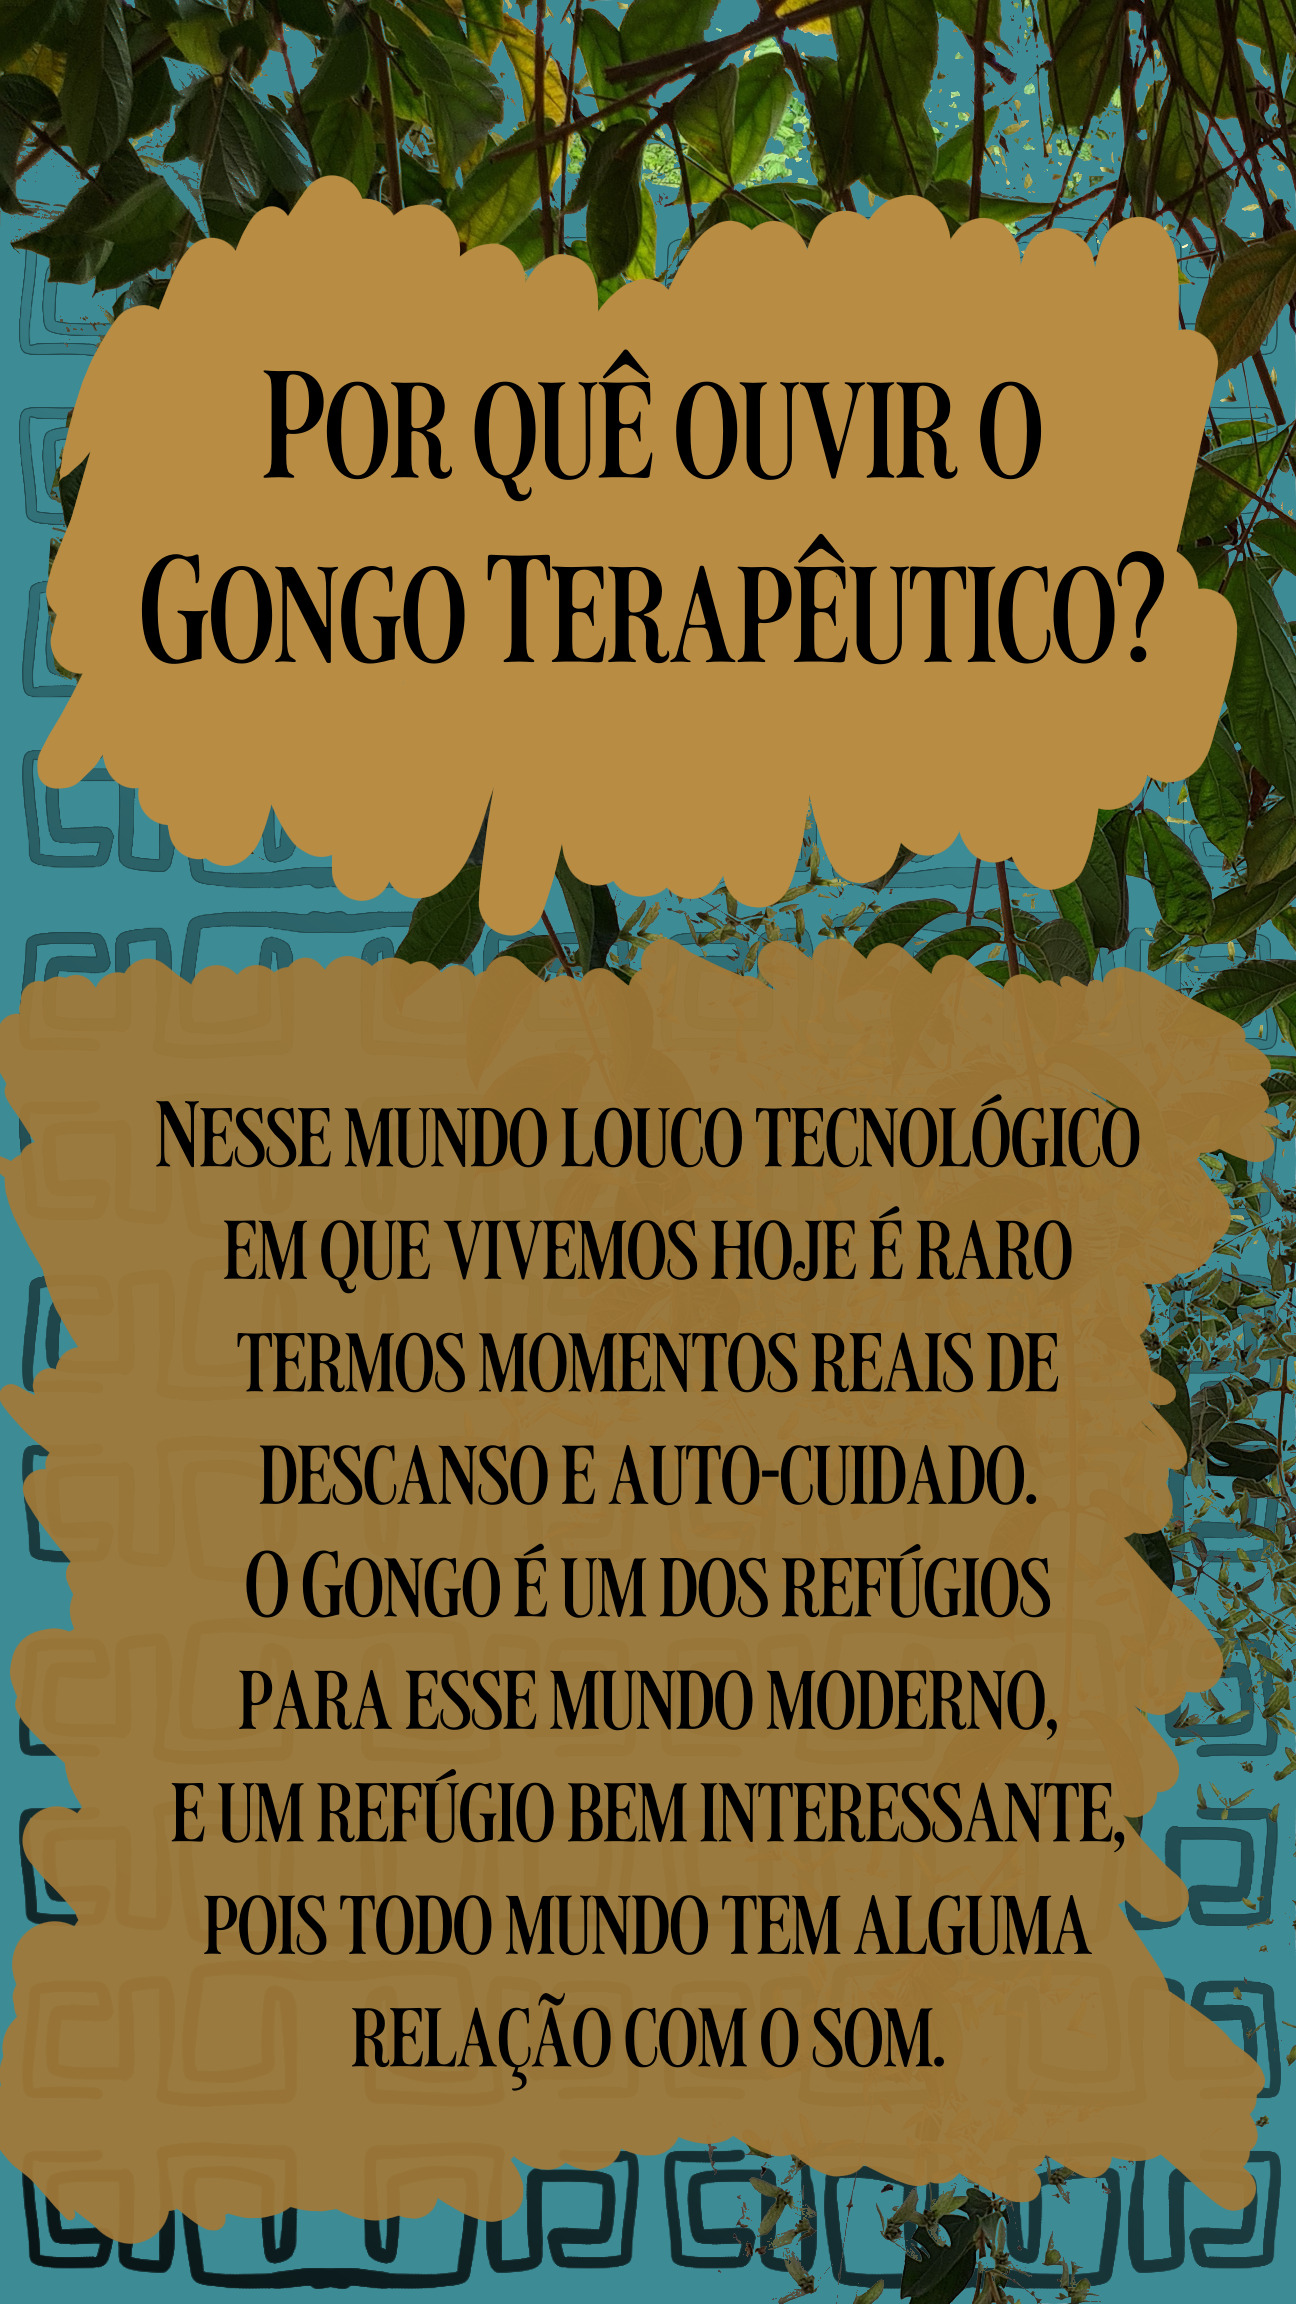 Por quê ouvir o
Gongo Terapêutico?
Nesse mundo louco tecnológico
em que vivemos hoje é raro
termos momentos reais de
descanso e auto-cuidado.
O Gongo é um dos refúgios
para esse mundo moderno,
e um refúgio bem interessante,
pois todo mundo tem alguma
relação com o som.